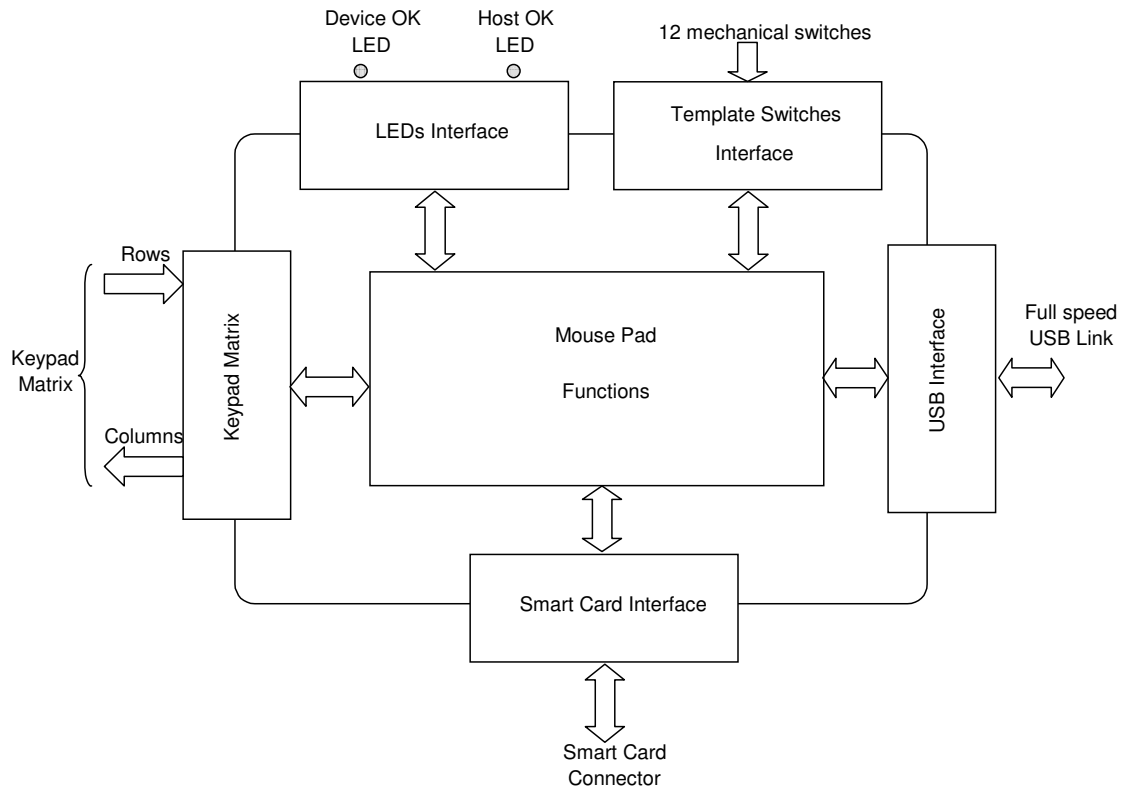 Device OK
LED
Host OK
LED
12 mechanical switches
LEDs Interface
Template Switches
Interface
Rows
Keypad
Matrix
Columns
Keypad Matrix
Mouse Pad
Functions
USB Interface
Full speed
USB Link
Smart Card Interface
Smart Card
Connector